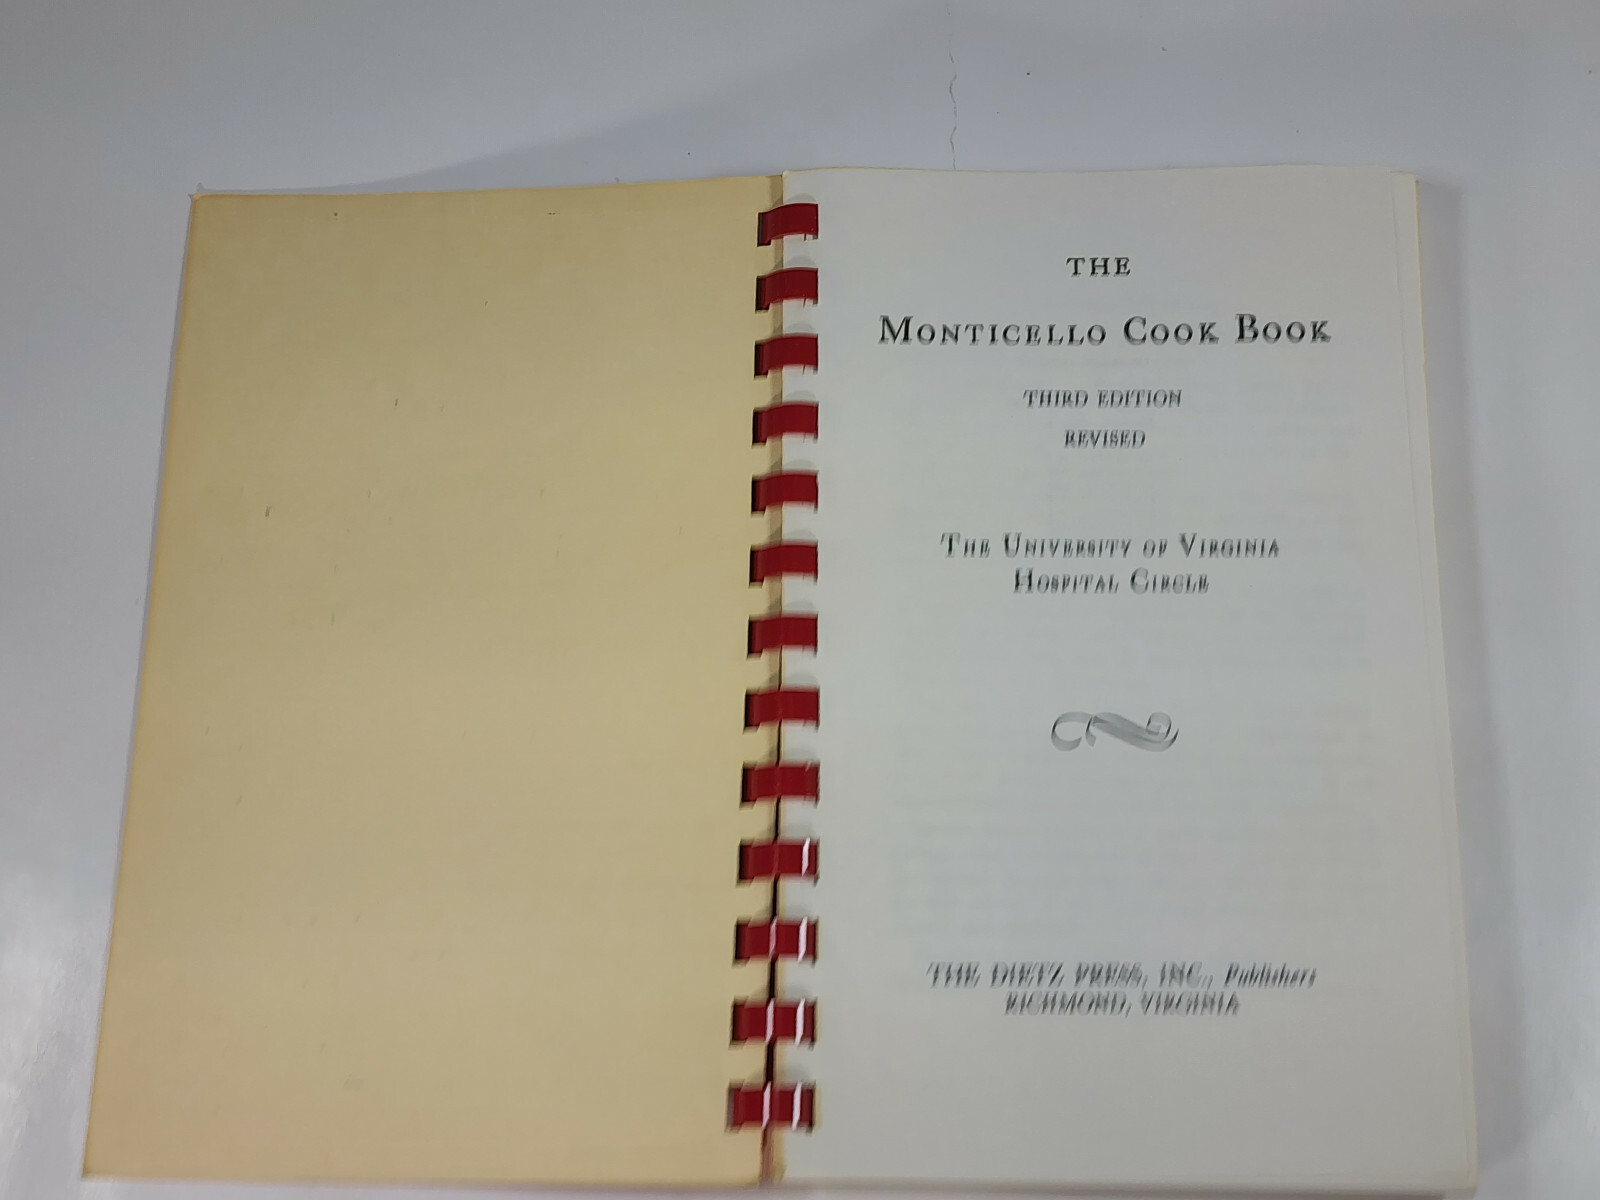 THE
MONTICELLO COOK BOOK
THIRD EDITION
REVISED
THE UNIVERSITY OF VIRGINIA
HOSPITAL CIRCLE
THE DIETZ PRESS, INC., Publishers
RICHMOND, VIRGINIA